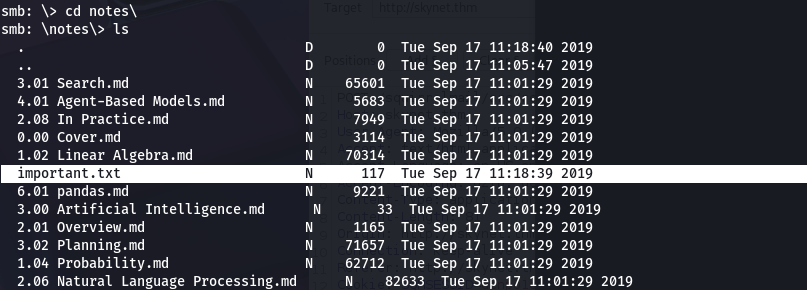 smb: \> cd notes\
smb: \notes\> ls
. D 0 Tue Sep 17 11:18:40 2019
.. D 0 Tue Sep 17 11:05:47 2019
3.01 Search.md N 65601 Tue Sep 17 11:01:29 2019
4.01 Agent-Based Models.md N 5683 Tue Sep 17 11:01:29 2019
2.08 In Practice.md N 7949 Tue Sep 17 11:01:29 2019
0.00 Cover.md N 3114 Tue Sep 17 11:01:29 2019
1.02 Linear Algebra.md N 70314 Tue Sep 17 11:01:29 2019
important.txt N 117 Tue Sep 17 11:18:39 2019
6.01 pandas.md N 9221 Tue Sep 17 11:01:29 2019
3.00 Artificial Intelligence.md N 33 Tue Sep 17 11:01:29 2019
2.01 Overview.md N 1165 Tue Sep 17 11:01:29 2019
3.02 Planning.md N 71657 Tue Sep 17 11:01:29 2019
1.04 Probability.md N 62712 Tue Sep 17 11:01:29 2019
2.06 Natural Language Processing.md N 82633 Tue Sep 17 11:01:29 2019
Target http://skynet.thm
Positions